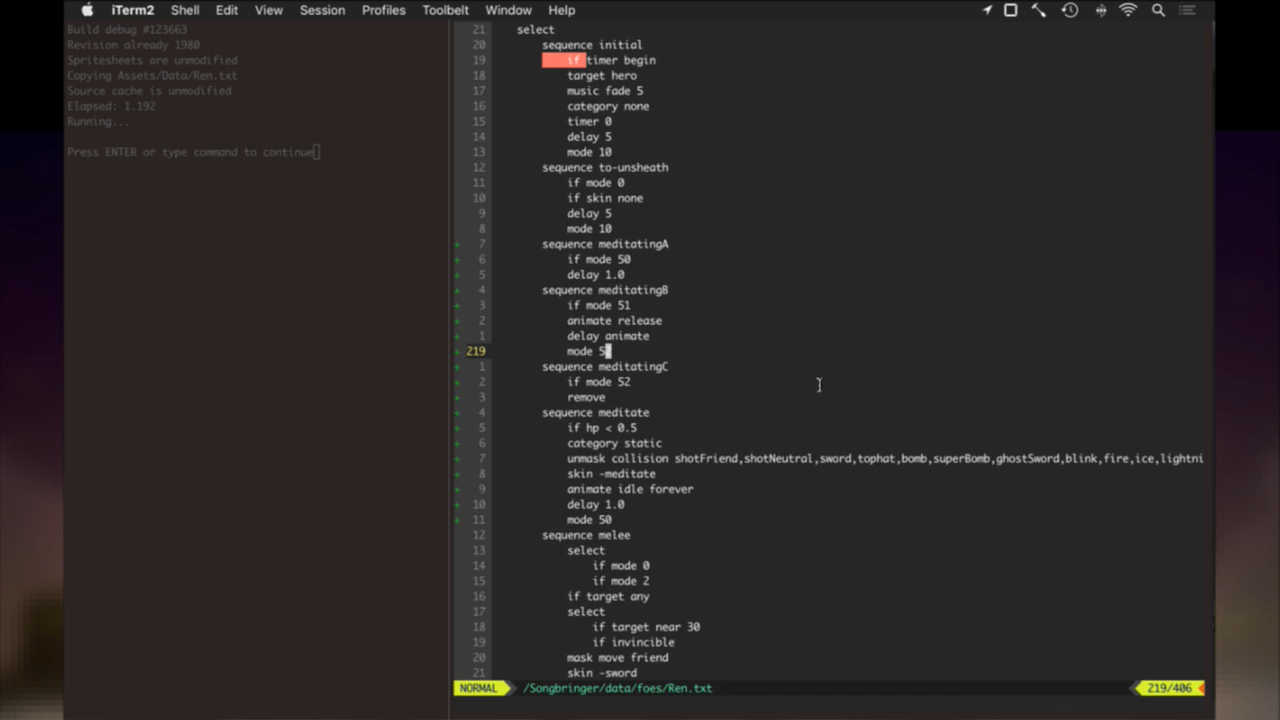 iTerm2 Shell Edit View Session Profiles Toolbelt Window Help
Build debug #123663
Revision already 1980
Spritesheets are unmodified
Copying Assets/Data/Ren.txt
Source cache is unmodified
Elapsed: 1.192
Running...
Press ENTER or type command to continue
21 select
20 sequence initial
19 if timer begin
18 target hero
17 music fade 5
16 category none
15 timer 0
14 delay 5
13 mode 10
12 sequence to-unsheath
11 if mode 0
10 if skin none
9 delay 5
8 mode 10
+ 7 sequence meditatingA
+ 6 if mode 50
+ 5 delay 1.0
+ 4 sequence meditatingB
+ 3 if mode 51
+ 2 animate release
+ 1 delay animate
+ 219 mode 5
+ 1 sequence meditatingC
+ 2 if mode 52
+ 3 remove
+ 4 sequence meditate
+ 5 if hp < 0.5
+ 6 category static
+ 7 unmask collision shotFriend,shotNeutral,sword,tophat,bomb,superBomb,ghostSword,blink,fire,ice,lightni
+ 8 skin -meditate
+ 9 animate idle forever
+ 10 delay 1.0
+ 11 mode 50
12 sequence melee
13 select
14 if mode 0
15 if mode 2
16 if target any
17 select
18 if target near 30
19 if invincible
20 mask move friend
21 skin -sword
NORMAL /Songbringer/data/foes/Ren.txt 219/406